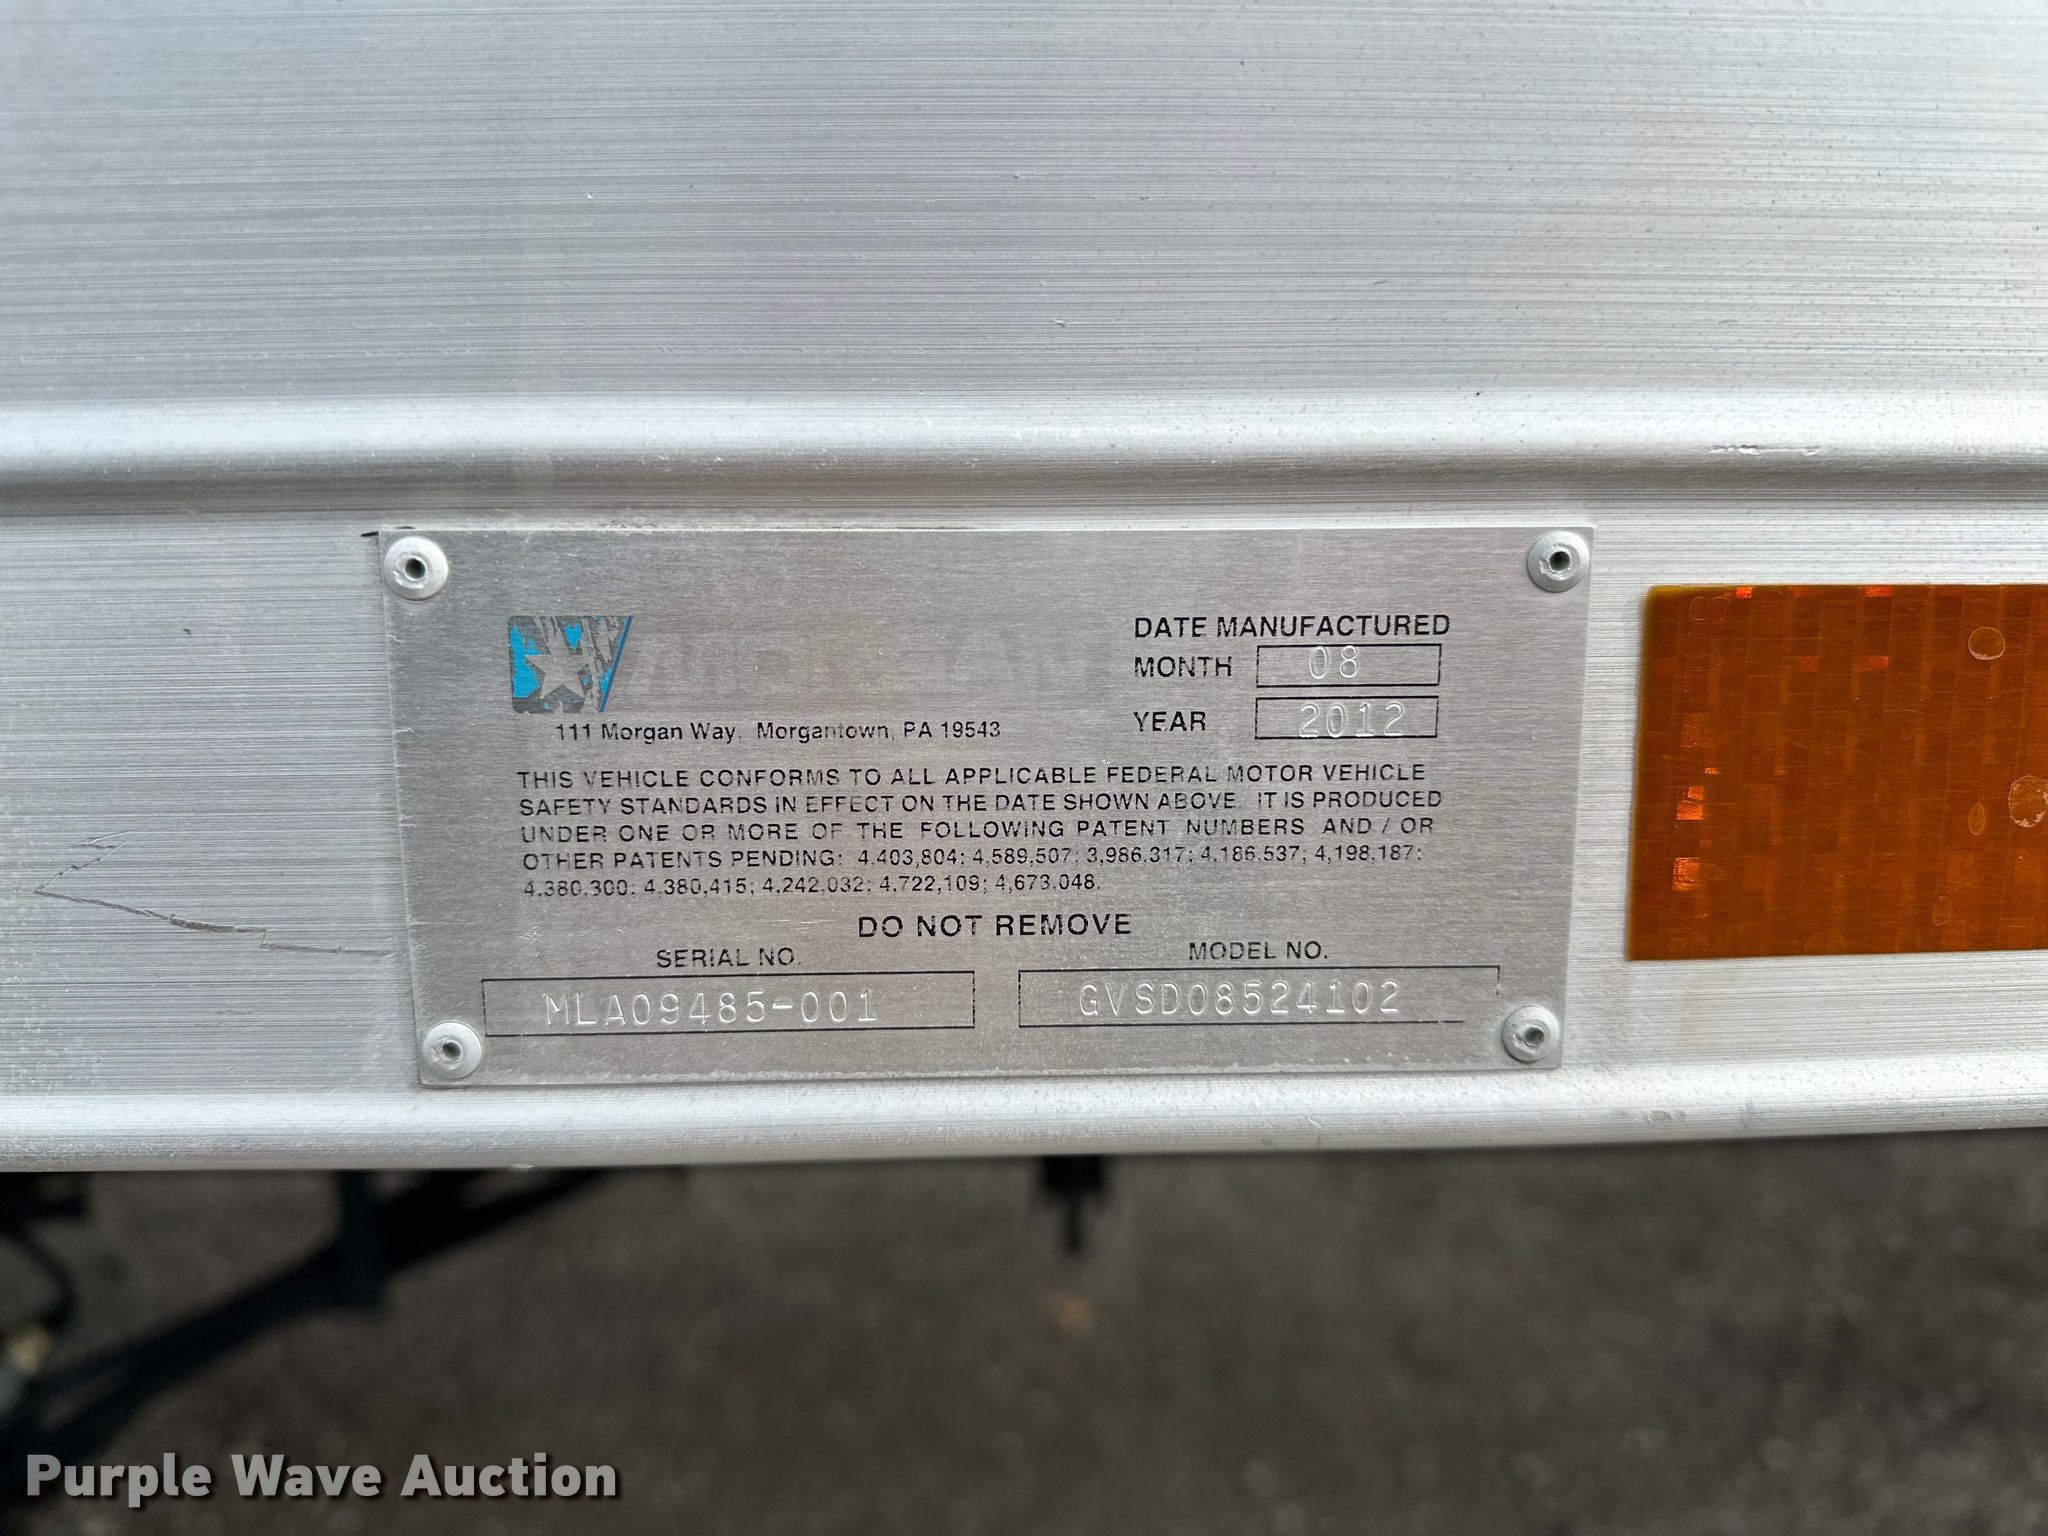 DATE MANUFACTURED
MONTH 08
111 Morgan Way, Morgantown, PA 19543
YEAR 2012
THIS VEHICLE CONFORMS TO ALL APPLICABLE FEDERAL MOTOR VEHICLE
SAFETY STANDARDS IN EFFECT ON THE DATE SHOWN ABOVE. IT IS PRODUCED
UNDER ONE OR MORE OF THE FOLLOWING PATENT NUMBERS AND / OR
OTHER PATENTS PENDING: 4,403,804; 4,589,507; 3,986,317; 4,186,537; 4,198,187;
4,380,300; 4,380,415; 4,242,032; 4,722,109; 4,673,048.
DO NOT REMOVE
SERIAL NO. MODEL NO.
MLA09485-001 GVSD08524102
Purple Wave Auction